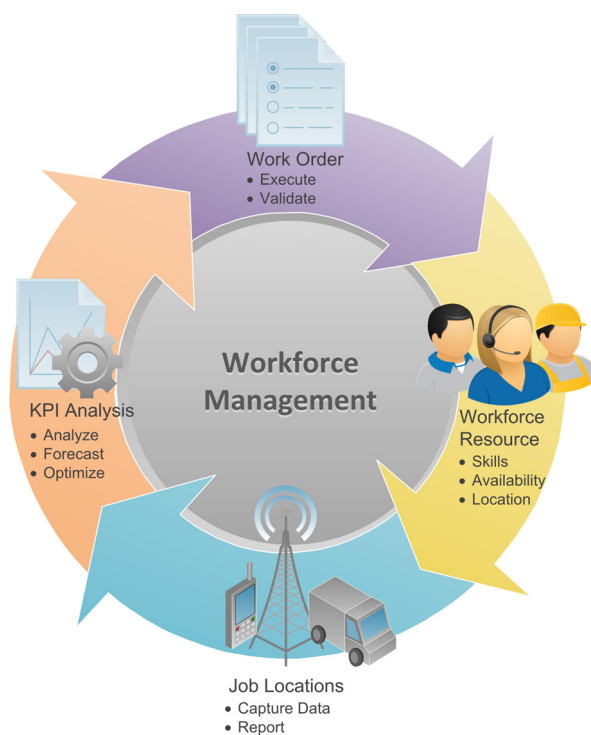 Work Order
• Execute
• Validate
Workforce
Management
Workforce
Resource
• Skills
• Availability
• Location
KPI Analysis
• Analyze
• Forecast
• Optimize
Job Locations
• Capture Data
• Report